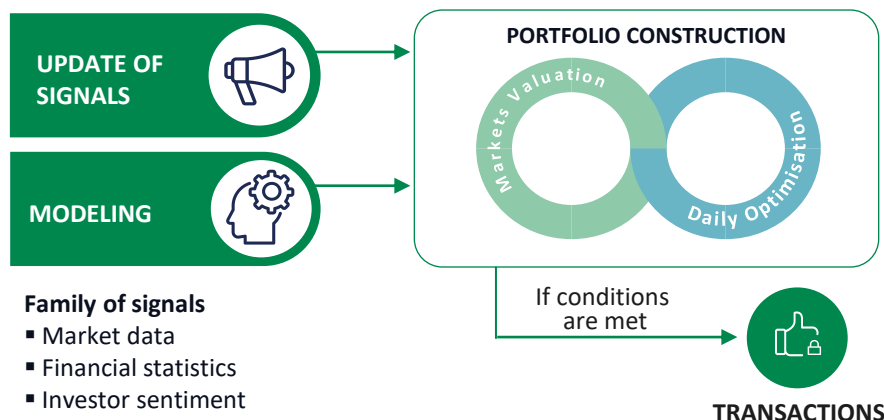 UPDATE OF
SIGNALS
MODELING
Family of signals
▪ Market data
▪ Financial statistics
▪ Investor sentiment
PORTFOLIO CONSTRUCTION
Markets Valuation
Daily Optimisation
If conditions
are met
TRANSACTIONS